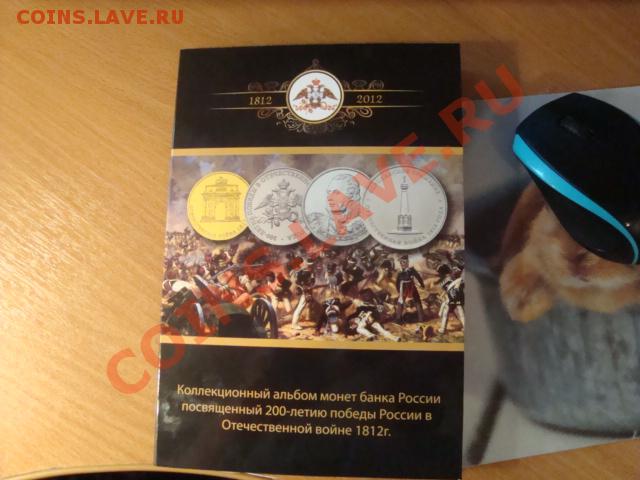 COINS.LAVE.RU
COINS.LAVE.RU
1812 2012
Коллекционный альбом монет банка России
посвященный 200-летию победы России в
Отечественной войне 1812г.